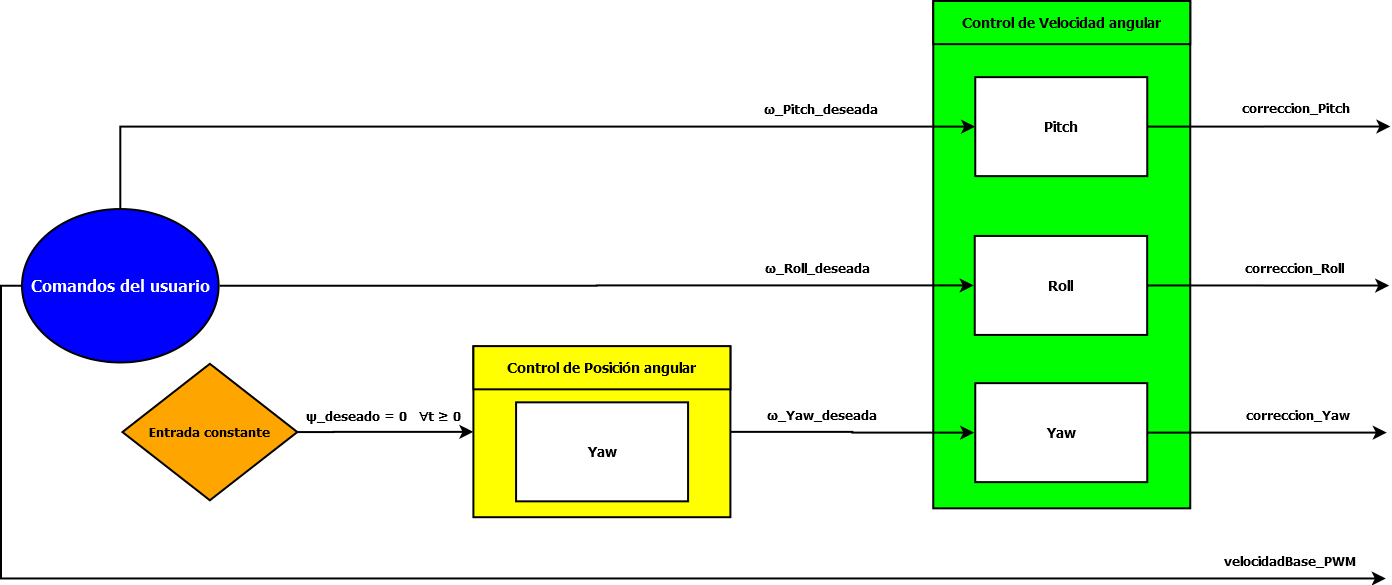 Control de Velocidad angular
ω_Pitch_deseada
correccion_Pitch
Pitch
ω_Roll_deseada
correccion_Roll
Comandos del usuario
Roll
Control de Posición angular
ψ_deseado = 0 ∀t ≥ 0
ω_Yaw_deseada
correccion_Yaw
Entrada constante
Yaw
Yaw
velocidadBase_PWM